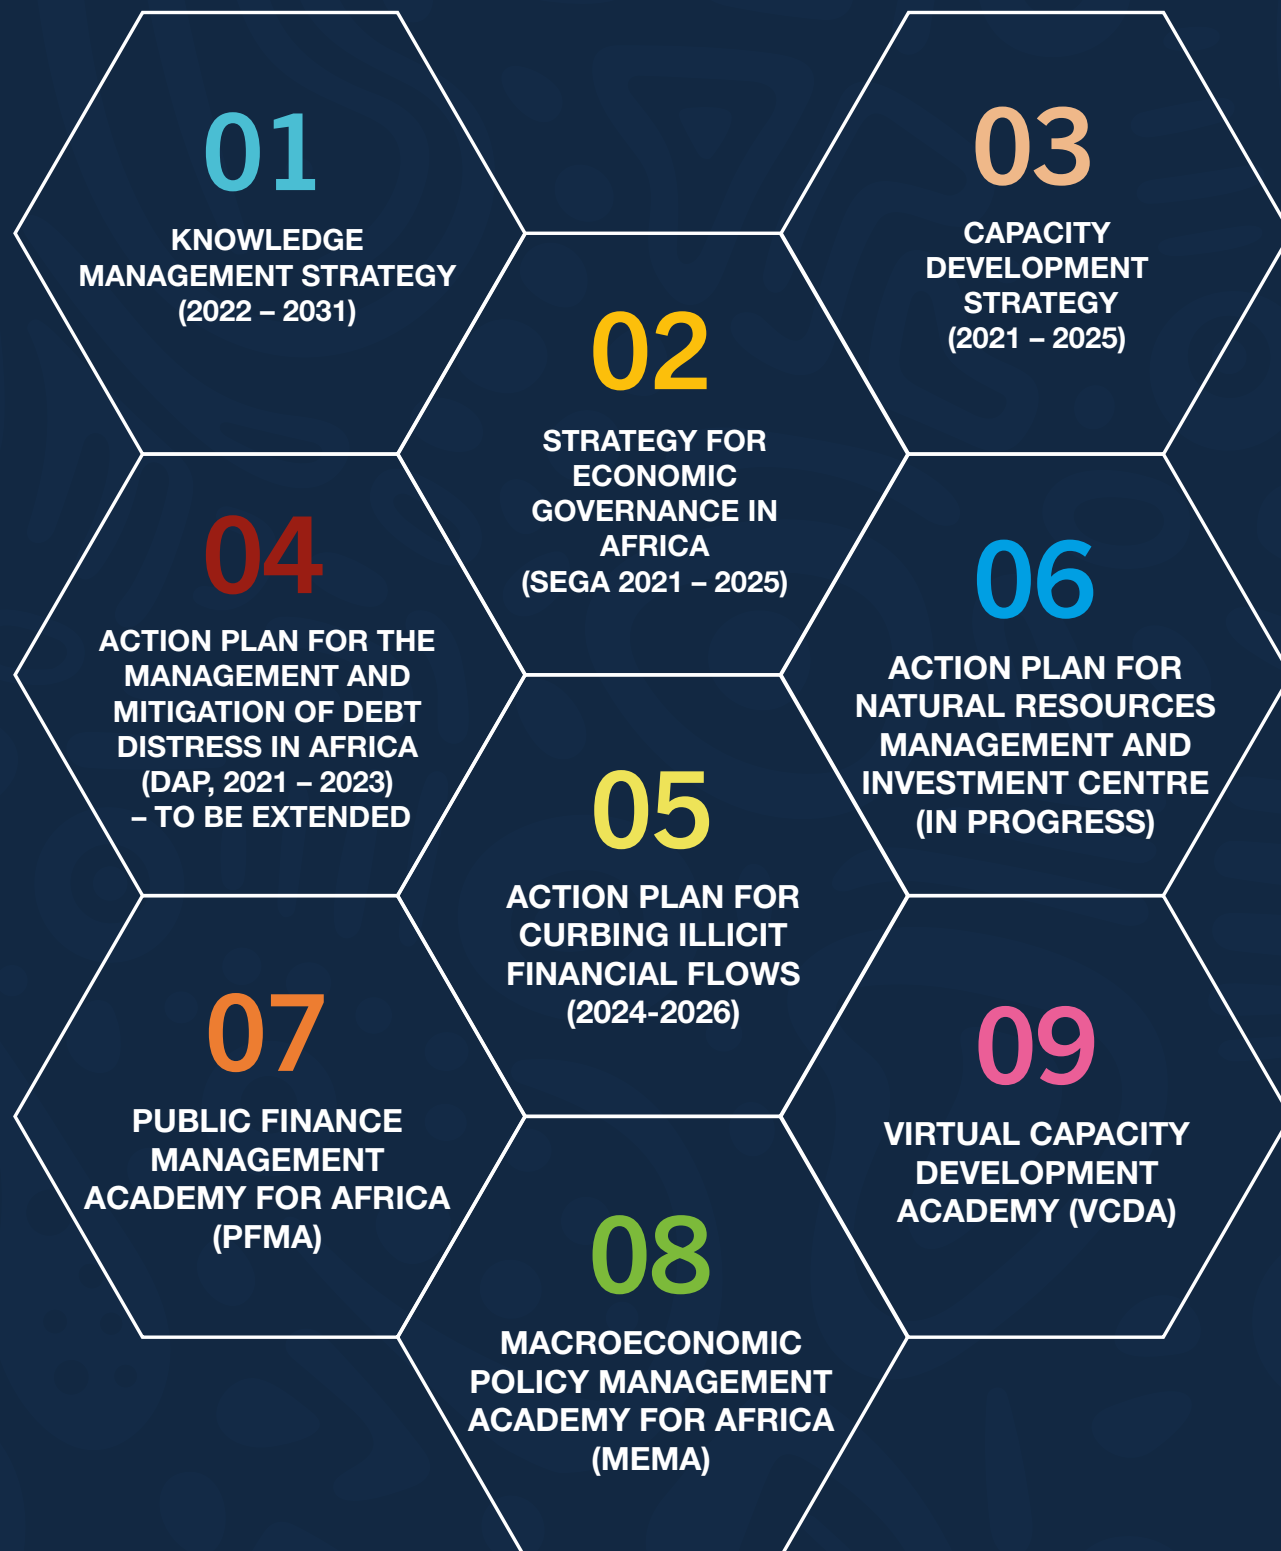 01
KNOWLEDGE
MANAGEMENT STRATEGY
(2022 – 2031)
02
STRATEGY FOR
ECONOMIC
GOVERNANCE IN
AFRICA
(SEGA 2021 – 2025)
03
CAPACITY
DEVELOPMENT
STRATEGY
(2021 – 2025)
04
ACTION PLAN FOR THE
MANAGEMENT AND
MITIGATION OF DEBT
DISTRESS IN AFRICA
(DAP, 2021 – 2023)
– TO BE EXTENDED
05
ACTION PLAN FOR
CURBING ILLICIT
FINANCIAL FLOWS
(2024-2026)
06
ACTION PLAN FOR
NATURAL RESOURCES
MANAGEMENT AND
INVESTMENT CENTRE
(IN PROGRESS)
07
PUBLIC FINANCE
MANAGEMENT
ACADEMY FOR AFRICA
(PFMA)
08
MACROECONOMIC
POLICY MANAGEMENT
ACADEMY FOR AFRICA
(MEMA)
09
VIRTUAL CAPACITY
DEVELOPMENT
ACADEMY (VCDA)